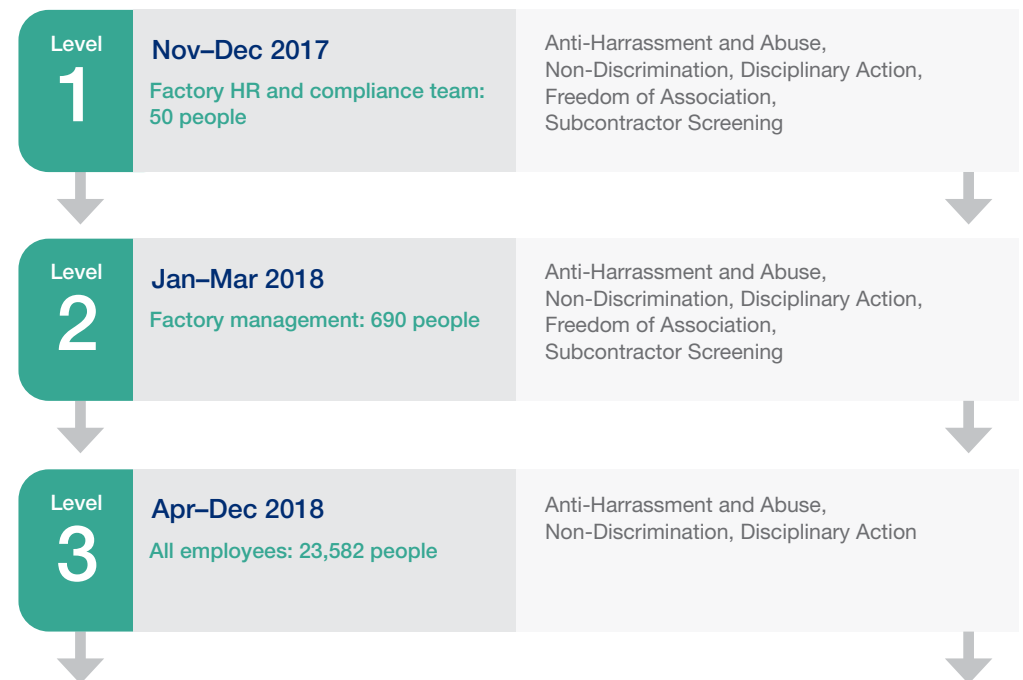 Level
1
Nov–Dec 2017
Factory HR and compliance team:
50 people
Anti-Harrassment and Abuse,
Non-Discrimination, Disciplinary Action,
Freedom of Association,
Subcontractor Screening
Level
2
Jan–Mar 2018
Factory management: 690 people
Anti-Harrassment and Abuse,
Non-Discrimination, Disciplinary Action,
Freedom of Association,
Subcontractor Screening
Level
3
Apr–Dec 2018
All employees: 23,582 people
Anti-Harrassment and Abuse,
Non-Discrimination, Disciplinary Action